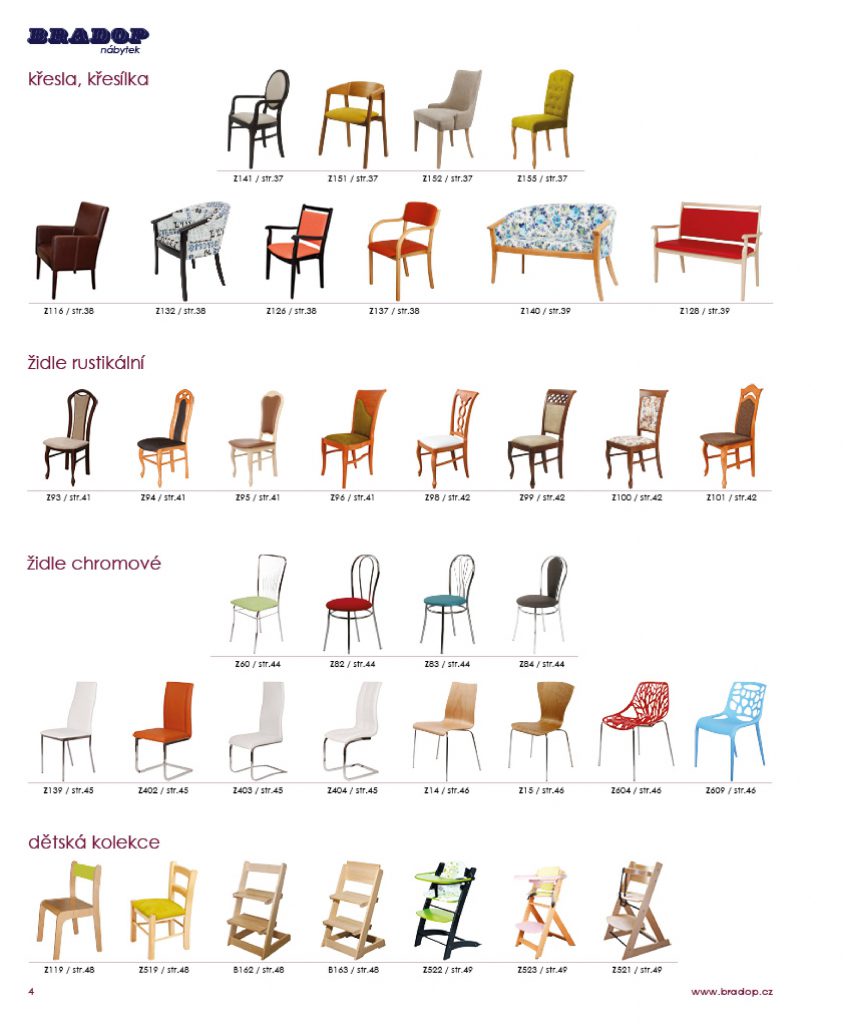 BRADOP
nábytek
křesla, křesílka
Z141 / str.37 Z151 / str.37 Z152 / str.37 Z155 / str.37
Z116 / str.38 Z132 / str.38 Z126 / str.38 Z137 / str.38 Z140 / str.39 Z128 / str.39
židle rustikální
Z93 / str.41 Z94 / str.41 Z95 / str.41 Z96 / str.41 Z98 / str.42 Z99 / str.42 Z100 / str.42 Z101 / str.42
židle chromové
Z60 / str.44 Z82 / str.44 Z83 / str.44 Z84 / str.44
Z139 / str.45 Z402 / str.45 Z403 / str.45 Z404 / str.45 Z14 / str.46 Z15 / str.46 Z604 / str.46 Z609 / str.46
dětská kolekce
Z119 / str.48 Z519 / str.48 B162 / str.48 B163 / str.48 Z522 / str.49 Z523 / str.49 Z521 / str.49
4 www.bradop.cz